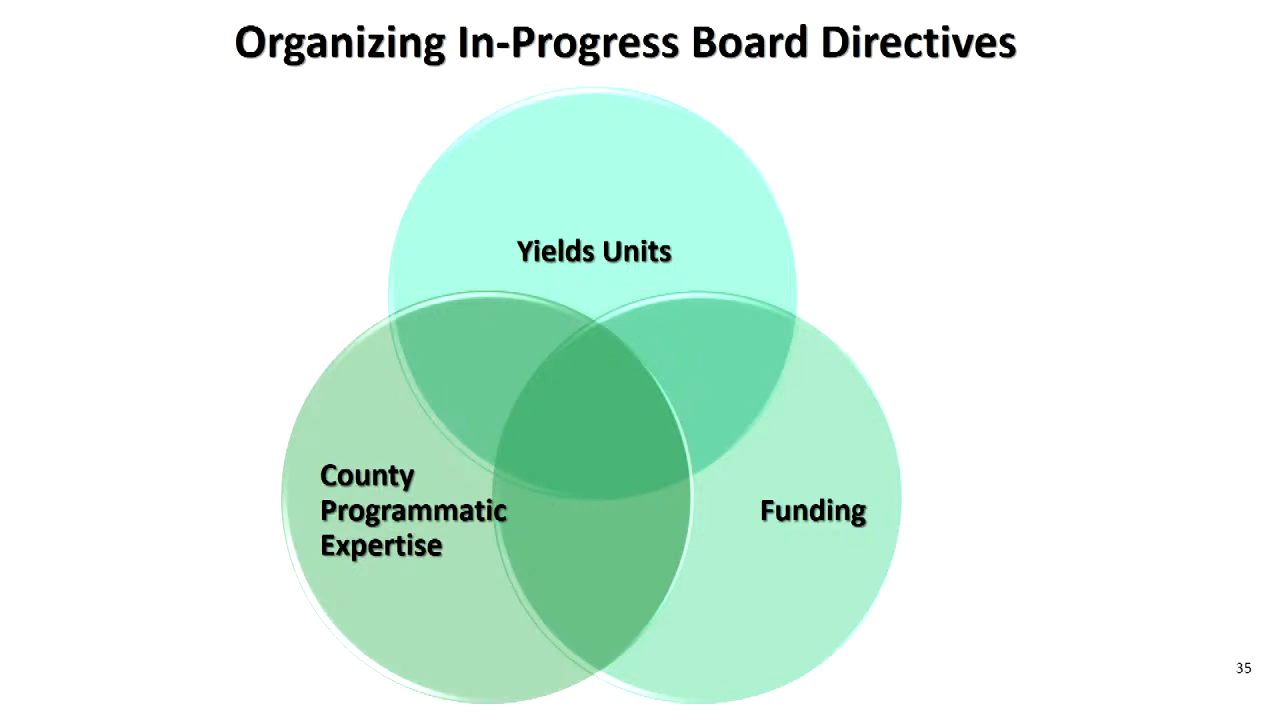 Organizing In-Progress Board Directives
Yields Units
County
Programmatic
Expertise
Funding
35